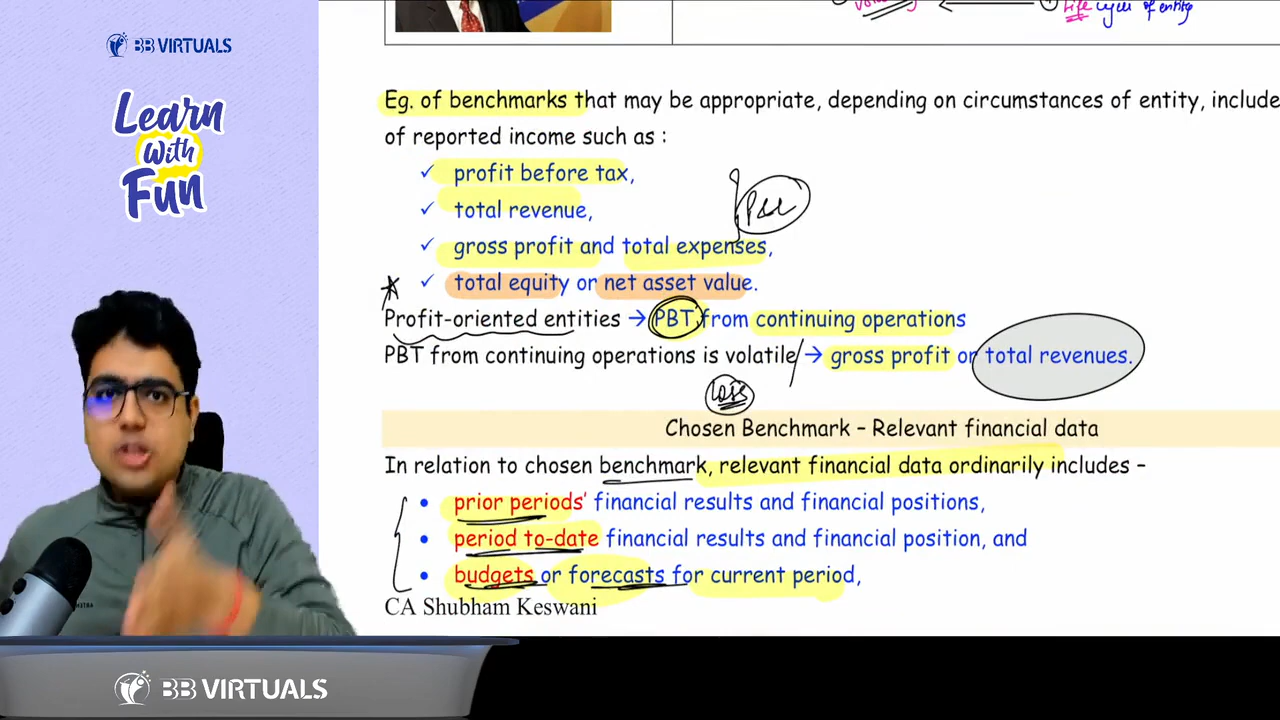 BB VIRTUALS
Learn
With
Fun
Life cycle of entity
Eg. of benchmarks that may be appropriate, depending on circumstances of entity, include
of reported income such as :
✓ profit before tax,
✓ total revenue,
✓ gross profit and total expenses,
✓ total equity or net asset value.
Profit-oriented entities → PBT from continuing operations
PBT from continuing operations is volatile → gross profit or total revenues.
loss
Chosen Benchmark – Relevant financial data
In relation to chosen benchmark, relevant financial data ordinarily includes –
• prior periods' financial results and financial positions,
• period to-date financial results and financial position, and
• budgets or forecasts for current period,
CA Shubham Keswani
BB VIRTUALS